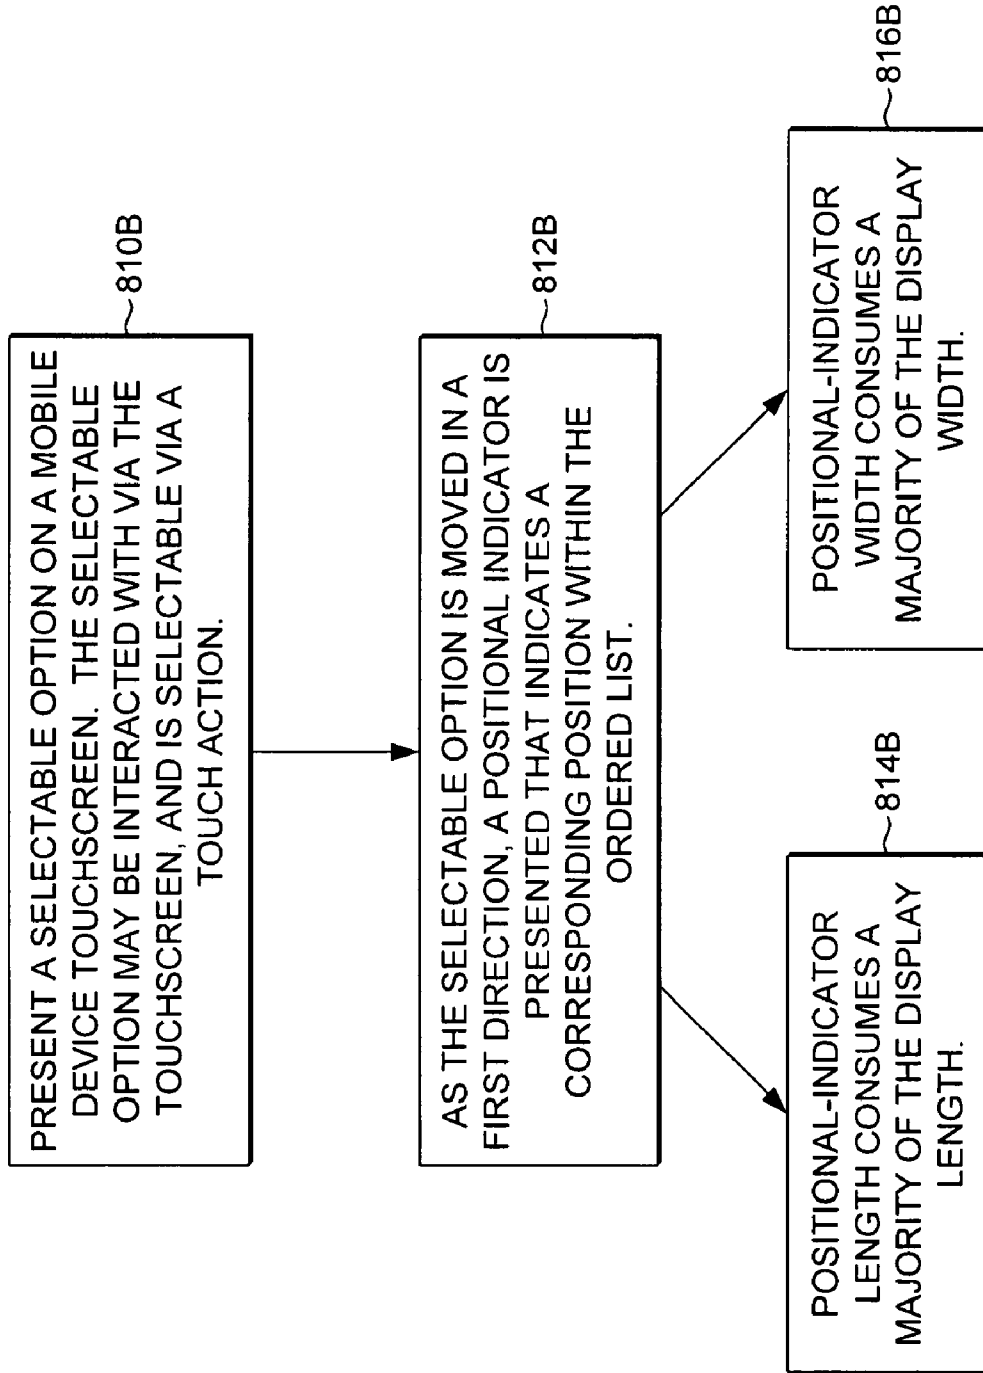 PRESENT A SELECTABLE OPTION ON A MOBILE
DEVICE TOUCHSCREEN. THE SELECTABLE
OPTION MAY BE INTERACTED WITH VIA THE
TOUCHSCREEN, AND IS SELECTABLE VIA A
TOUCH ACTION.
810B
AS THE SELECTABLE OPTION IS MOVED IN A
FIRST DIRECTION, A POSITIONAL INDICATOR IS
PRESENTED THAT INDICATES A
CORRESPONDING POSITION WITHIN THE
ORDERED LIST.
812B
POSITIONAL-INDICATOR
LENGTH CONSUMES A
MAJORITY OF THE DISPLAY
LENGTH.
814B
POSITIONAL-INDICATOR
WIDTH CONSUMES A
MAJORITY OF THE DISPLAY
WIDTH.
816B